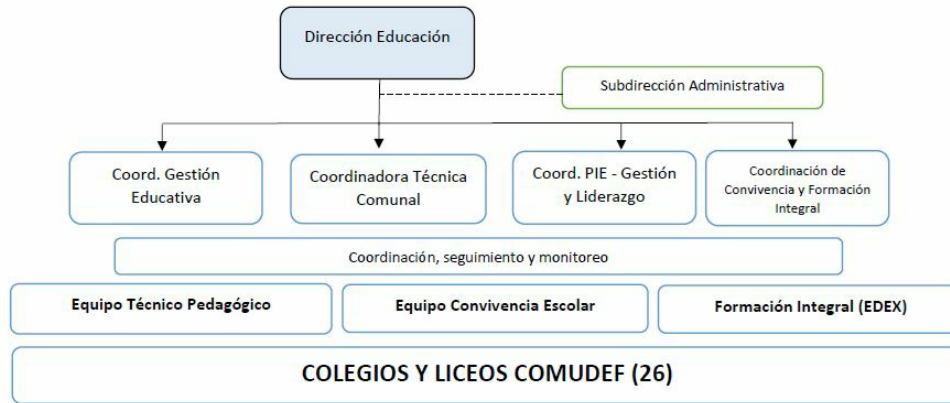 Dirección Educación
Subdirección Administrativa
Coord. Gestión
Educativa
Coordinadora Técnica
Comunal
Coord. PIE - Gestión
y Liderazgo
Coordinación de
Convivencia y Formación
Integral
Coordinación, seguimiento y monitoreo
Equipo Técnico Pedagógico
Equipo Convivencia Escolar
Formación Integral (EDEX)
COLEGIOS Y LICEOS COMUDEF (26)